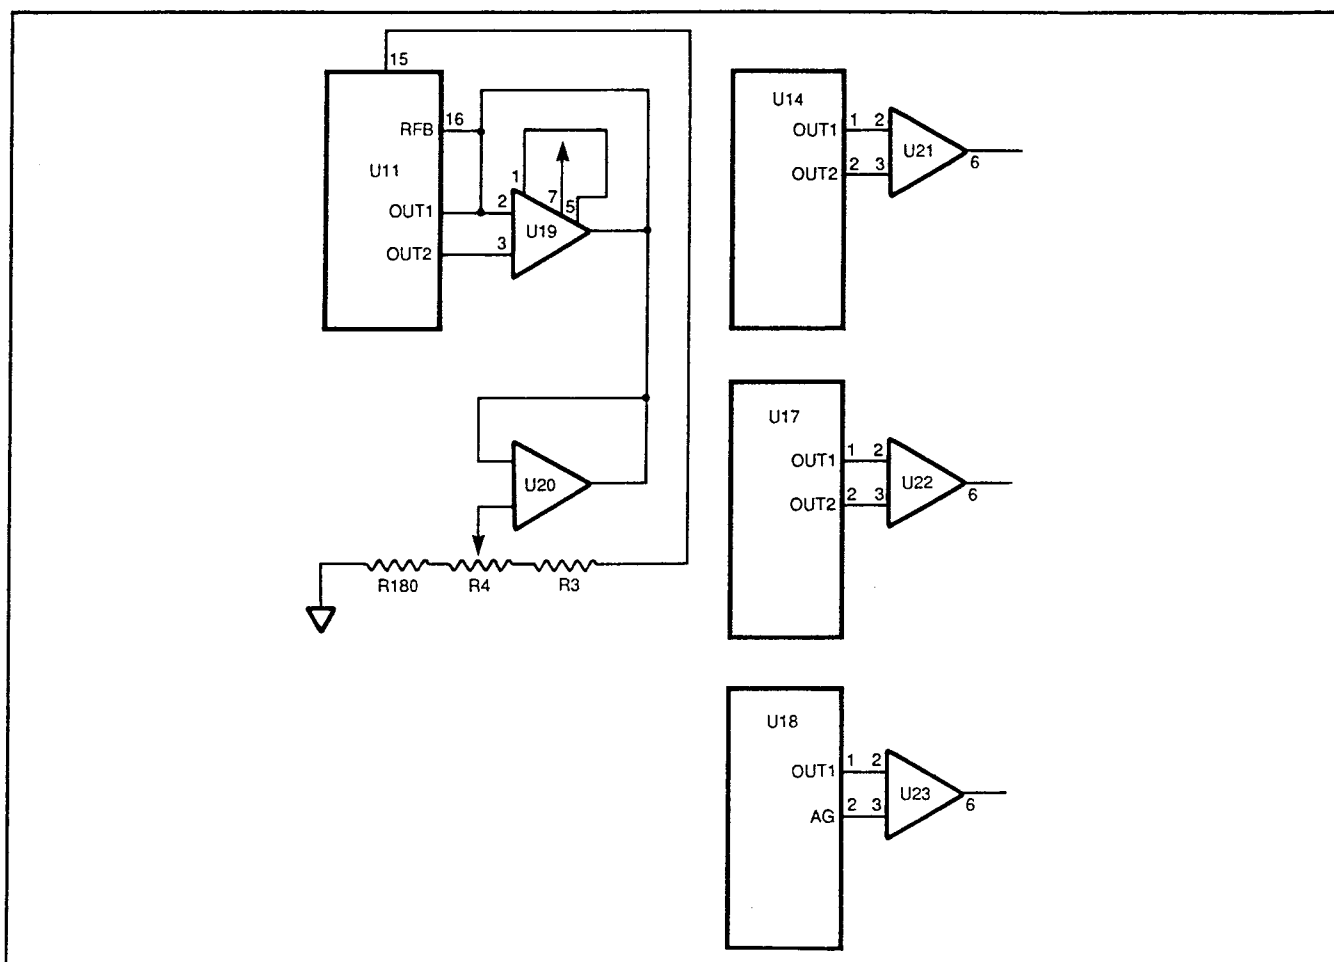 15
RFB 16
U11
OUT1
OUT2
1
7
5
2
3
U19
U20
R180 R4 R3
U14
OUT1 1 2
OUT2 2 3
U21
6
U17
OUT1 1 2
OUT2 2 3
U22
6
U18
OUT1 1 2
AG 2 3
U23
6